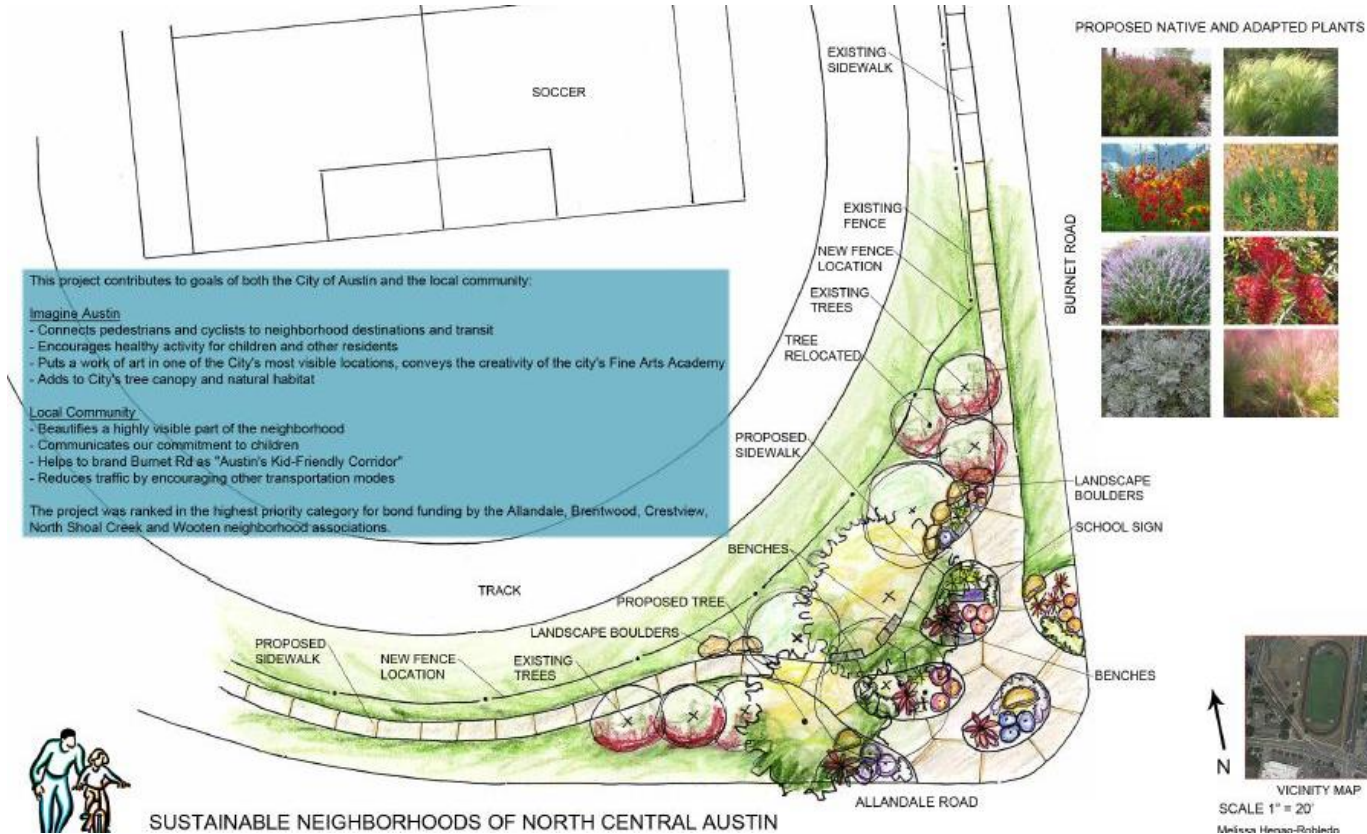 PROPOSED NATIVE AND ADAPTED PLANTS
EXISTING
SIDEWALK
SOCCER
EXISTING
FENCE
NEW FENCE
LOCATION
EXISTING
TREES
TREE
RELOCATED
BURNET ROAD
This project contributes to goals of both the City of Austin and the local community:
Imagine Austin
- Connects pedestrians and cyclists to neighborhood destinations and transit
- Encourages healthy activity for children and other residents
- Puts a work of art in one of the City's most visible locations, conveys the creativity of the city's Fine Arts Academy
- Adds to City's tree canopy and natural habitat
Local Community
- Beautifies a highly visible part of the neighborhood
- Communicates our commitment to children
- Helps to brand Burnet Rd as "Austin's Kid-Friendly Corridor"
- Reduces traffic by encouraging other transportation modes
The project was ranked in the highest priority category for bond funding by the Allandale, Brentwood, Crestview,
North Shoal Creek and Wooten neighborhood associations.
PROPOSED
SIDEWALK
LANDSCAPE
BOULDERS
SCHOOL SIGN
BENCHES
TRACK
PROPOSED TREE
LANDSCAPE BOULDERS
PROPOSED
SIDEWALK
NEW FENCE
LOCATION
EXISTING
TREES
BENCHES
N
VICINITY MAP
SCALE 1" = 20'
ALLANDALE ROAD
SUSTAINABLE NEIGHBORHOODS OF NORTH CENTRAL AUSTIN
Melissa Henao-Robledo